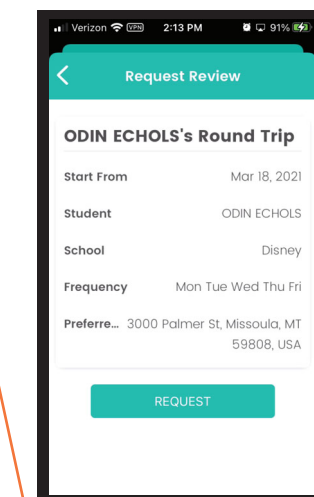 Verizon VPN 2:13 PM 91%
Request Review
ODIN ECHOLS's Round Trip
Start From Mar 18, 2021
Student ODIN ECHOLS
School Disney
Frequency Mon Tue Wed Thu Fri
Preferre... 3000 Palmer St, Missoula, MT
59808, USA
REQUEST